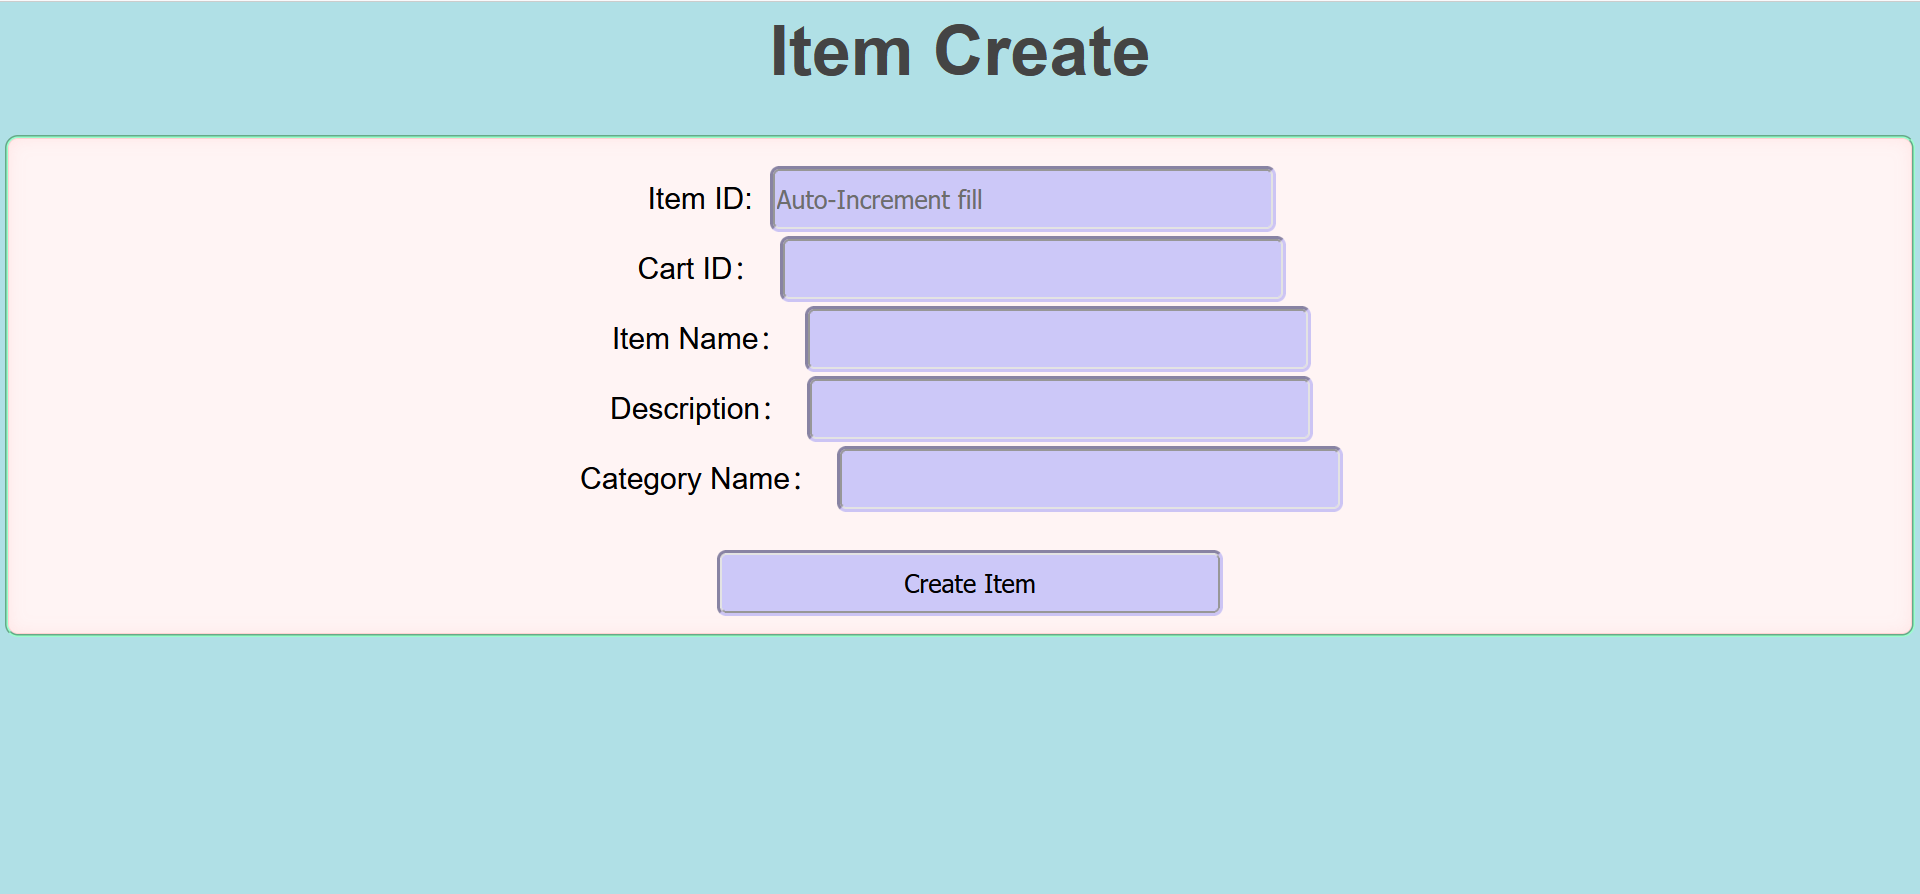 Item Create
Item ID: Auto-Increment fill
Cart ID：
Item Name：
Description：
Category Name：
Create Item